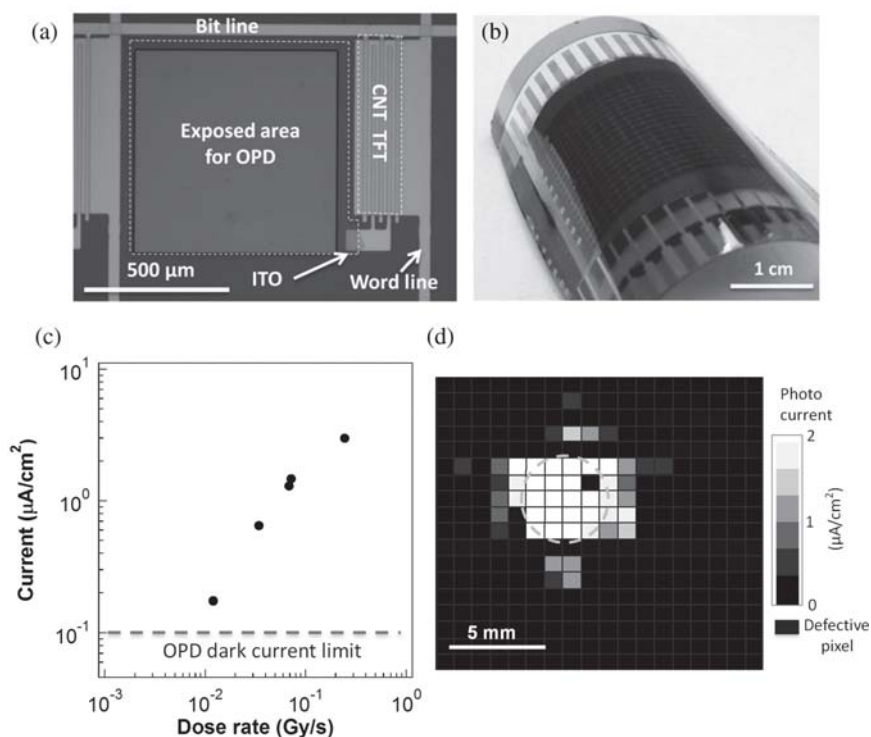 (a)
Bit line
Exposed area
for OPD
CNT TFT
500 µm
ITO
Word line
(b)
1 cm
(c)
Current (µA/cm²)
10¹
10⁰
10⁻¹
OPD dark current limit
10⁻³ 10⁻² 10⁻¹ 10⁰
Dose rate (Gy/s)
(d)
5 mm
Photo
current
2
1
0
(µA/cm²)
Defective
pixel